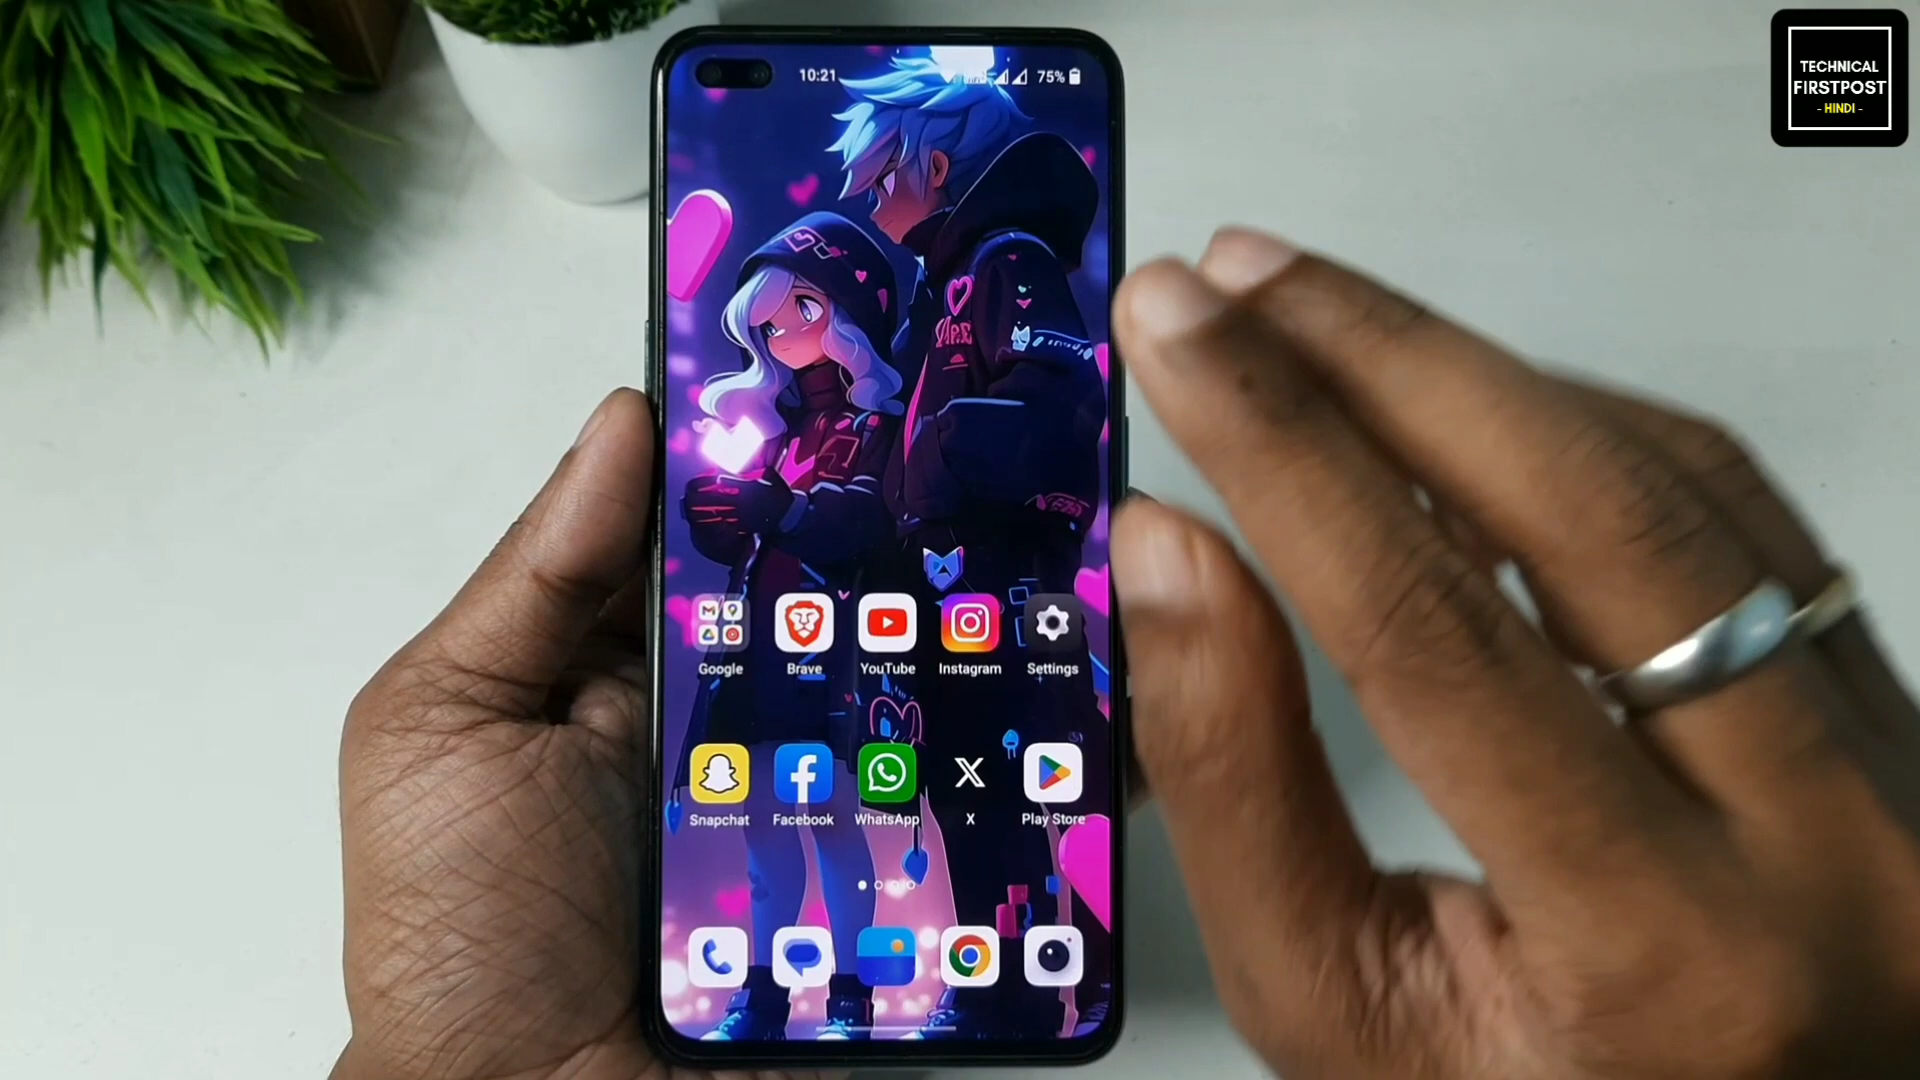 TECHNICAL
FIRSTPOST
- HINDI -
10:21
75%
Google Brave YouTube Instagram Settings
Snapchat Facebook WhatsApp X Play Store